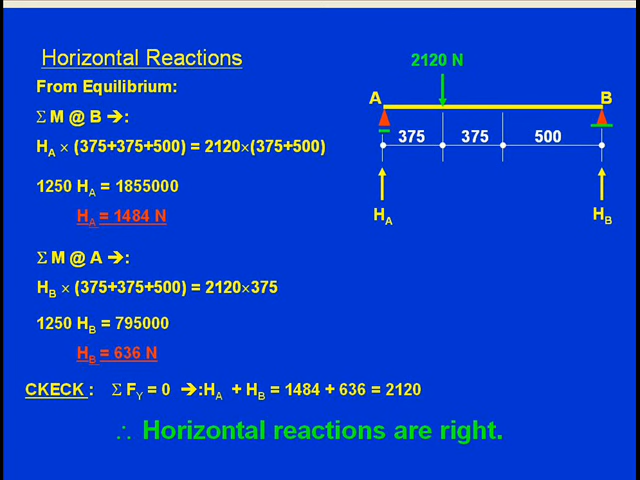 Horizontal Reactions
From Equilibrium:
Σ M @ B ➔:
H_A × (375+375+500) = 2120×(375+500)
1250 H_A = 1855000
H_A = 1484 N
Σ M @ A ➔:
H_B × (375+375+500) = 2120×375
1250 H_B = 795000
H_B = 636 N
CKECK : Σ F_Y = 0 ➔:H_A + H_B = 1484 + 636 = 2120
∴ Horizontal reactions are right.
2120 N
A B
375 375 500
H_A H_B